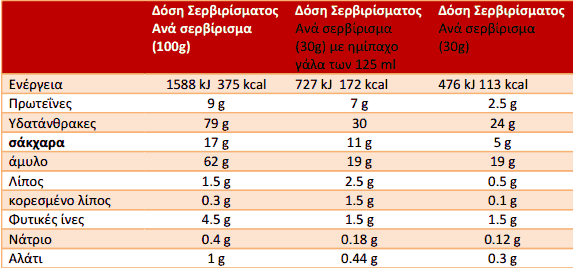 Δόση Σερβιρίσματος Δόση Σερβιρίσματος Δόση Σερβιρίσματος
Ανά σερβίρισμα Ανά σερβίρισμα Ανά σερβίρισμα
(100g) (30g) με ημίπαχο (30g)
γάλα των 125 ml
Ενέργεια 1588 kJ 375 kcal 727 kJ 172 kcal 476 kJ 113 kcal
Πρωτεΐνες 9 g 7 g 2.5 g
Υδατάνθρακες 79 g 30 24 g
σάκχαρα 17 g 11 g 5 g
άμυλο 62 g 19 g 19 g
Λίπος 1.5 g 2.5 g 0.5 g
κορεσμένο λίπος 0.3 g 1.5 g 0.1 g
Φυτικές ίνες 4.5 g 1.5 g 1.5 g
Νάτριο 0.4 g 0.18 g 0.12 g
Αλάτι 1 g 0.44 g 0.3 g